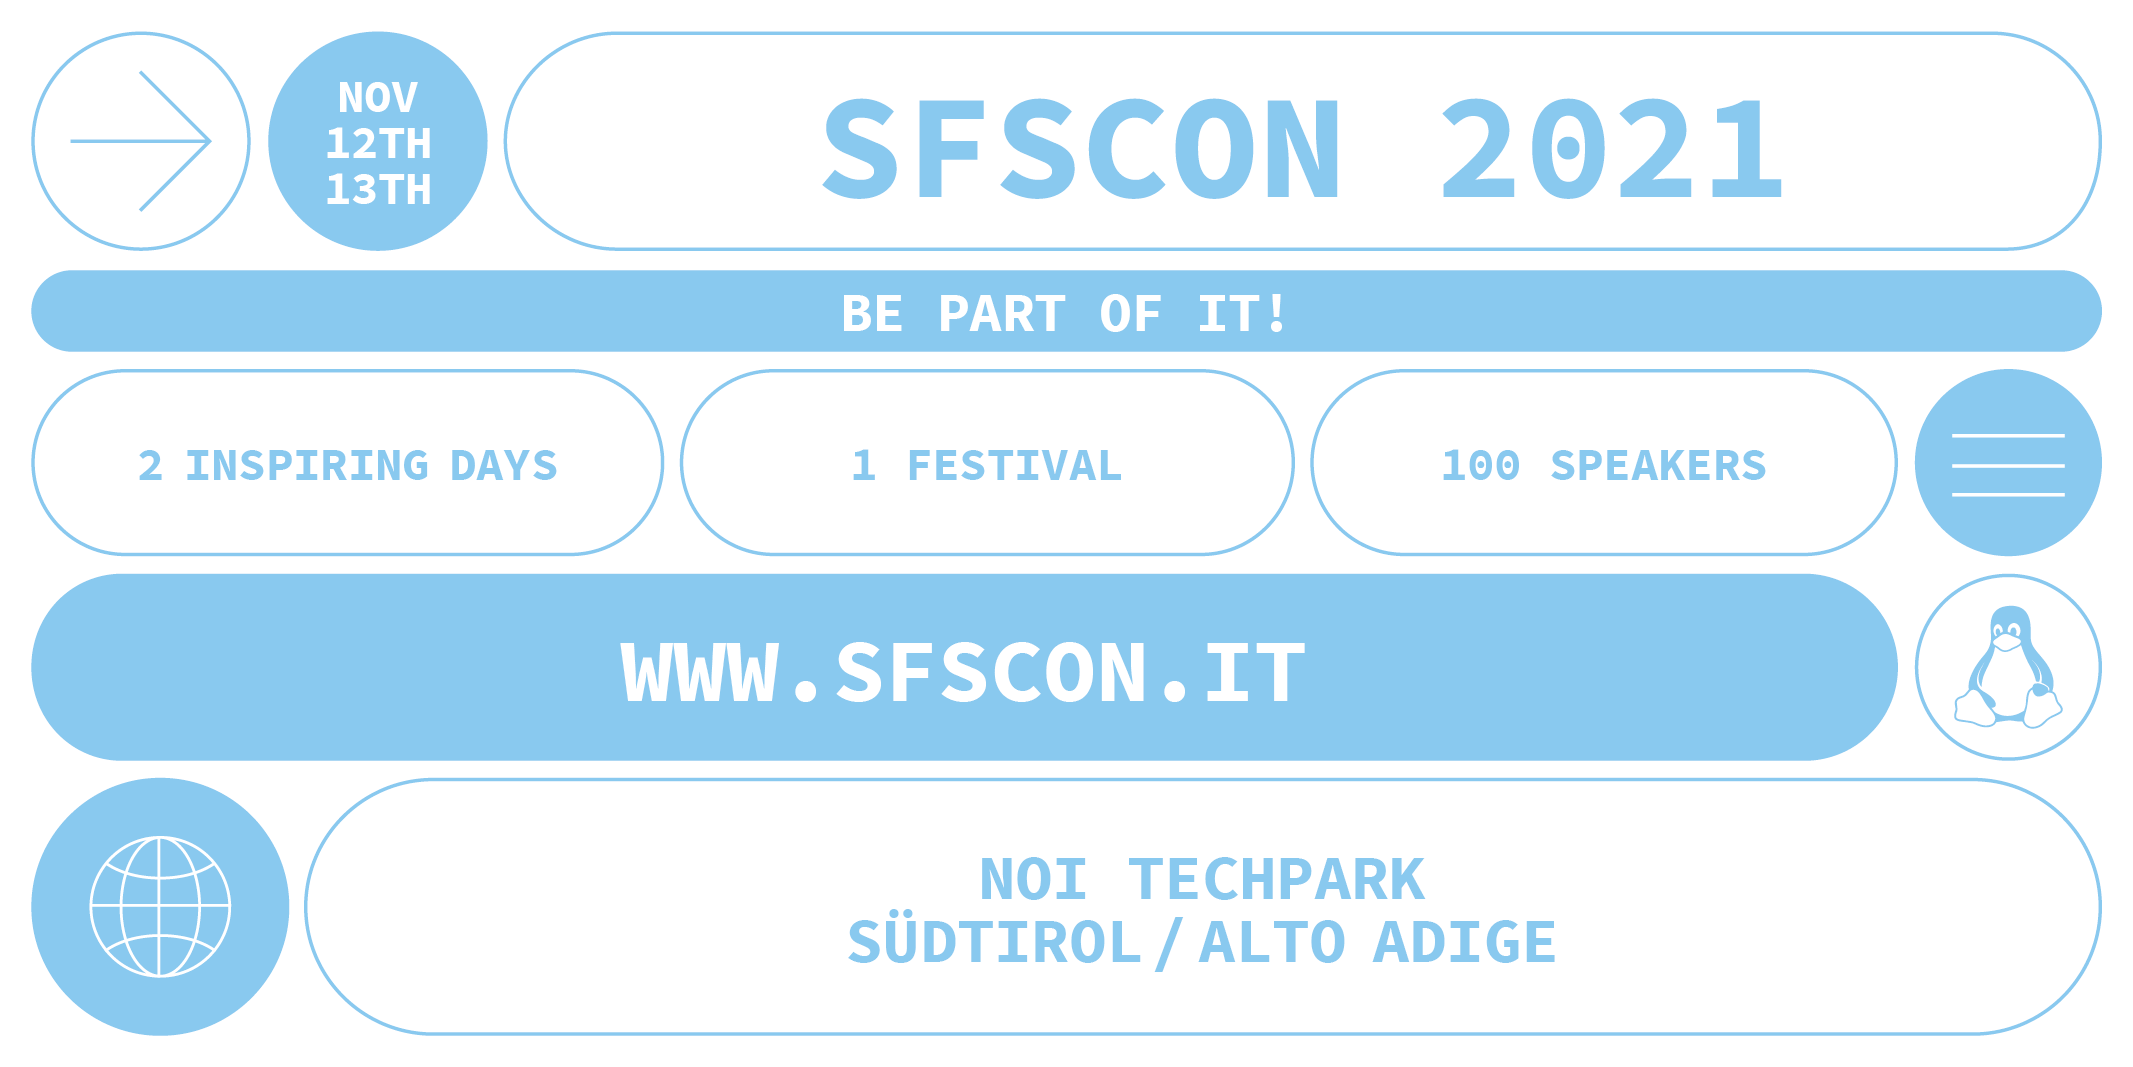 NOV
12TH
13TH
SFSCON 2021
BE PART OF IT!
2 INSPIRING DAYS
1 FESTIVAL
100 SPEAKERS
WWW.SFSCON.IT
NOI TECHPARK
SÜDTIROL/ALTO ADIGE